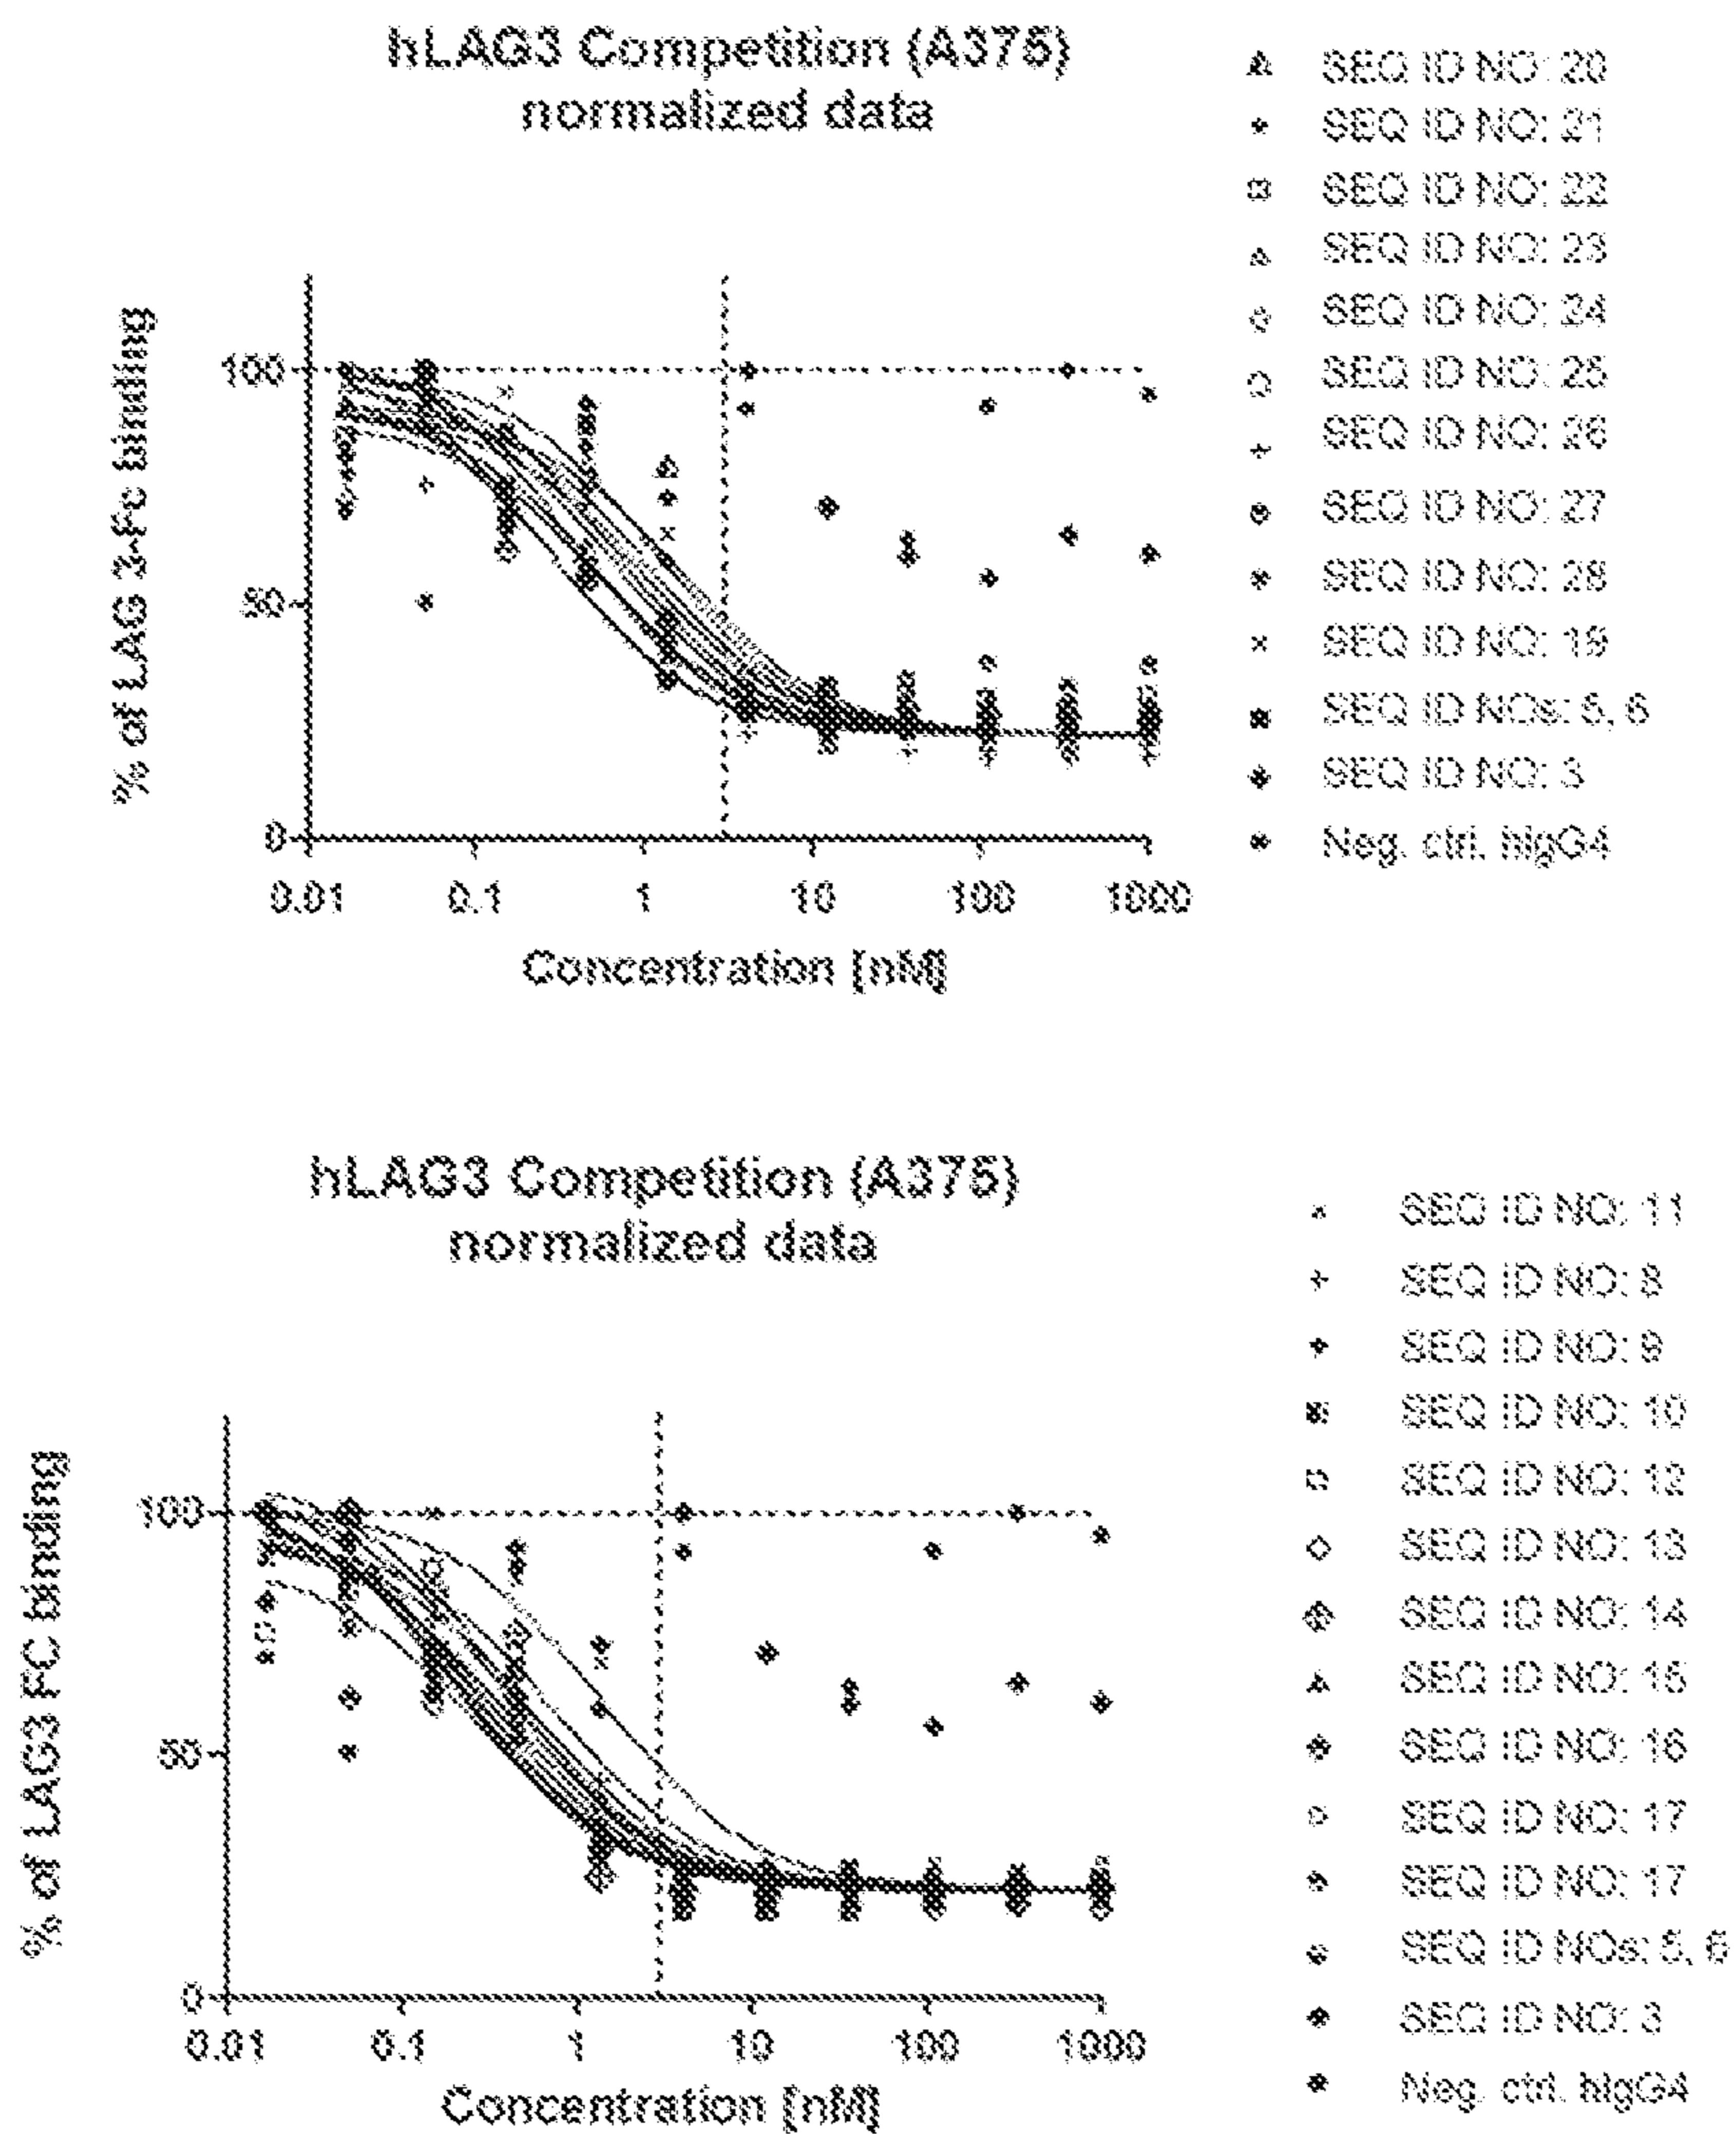 hLAG3 Competition (A375)
normalized data
% of LAG 3-Fc binding
100
50
0
0.01 0.1 1 10 100 1000
Concentration [nM]
SEQ ID NO: 20
SEQ ID NO: 21
SEQ ID NO: 22
SEQ ID NO: 23
SEQ ID NO: 24
SEQ ID NO: 25
SEQ ID NO: 26
SEQ ID NO: 27
SEQ ID NO: 28
SEQ ID NO: 19
SEQ ID NOs: 5, 6
SEQ ID NO: 3
Neg. ctrl. hIgG4
hLAG3 Competition (A375)
normalized data
% of LAG3 FC binding
100
50
0
0.01 0.1 1 10 100 1000
Concentration [nM]
SEQ ID NO: 11
SEQ ID NO: 8
SEQ ID NO: 9
SEQ ID NO: 10
SEQ ID NO: 12
SEQ ID NO: 13
SEQ ID NO: 14
SEQ ID NO: 15
SEQ ID NO: 16
SEQ ID NO: 17
SEQ ID NO: 17
SEQ ID NOs: 5, 6
SEQ ID NO: 3
Neg. ctrl. hIgG4